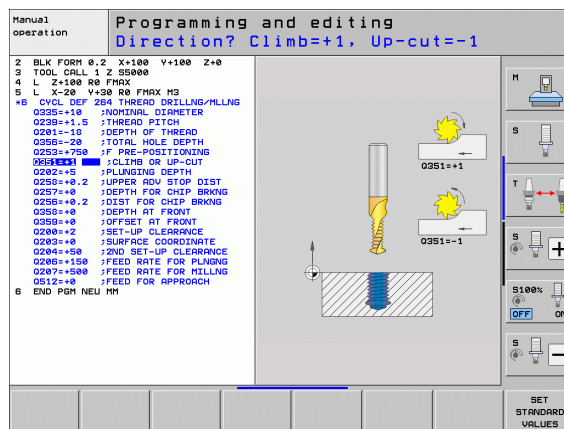 Manual
operation
Programming and editing
Direction? Climb=+1, Up-cut=-1
2 BLK FORM 0.2 X+100 Y+100 Z+0
3 TOOL CALL 1 Z S5000
4 L Z+100 R0 FMAX
5 L X-20 Y+30 R0 FMAX M3
*6 CYCL DEF 264 THREAD DRILLNG/MLLNG
Q335=+10 ;NOMINAL DIAMETER
Q239=+1.5 ;THREAD PITCH
Q201=-18 ;DEPTH OF THREAD
Q356=-20 ;TOTAL HOLE DEPTH
Q253=+750 ;F PRE-POSITIONING
Q351=+1 ;CLIMB OR UP-CUT
Q202=+5 ;PLUNGING DEPTH
Q258=+0.2 ;UPPER ADV STOP DIST
Q257=+0 ;DEPTH FOR CHIP BRKNG
Q256=+0.2 ;DIST FOR CHIP BRKNG
Q358=+0 ;DEPTH AT FRONT
Q359=+0 ;OFFSET AT FRONT
Q200=+2 ;SET-UP CLEARANCE
Q203=+0 ;SURFACE COORDINATE
Q204=+50 ;2ND SET-UP CLEARANCE
Q206=+150 ;FEED RATE FOR PLNGNG
Q207=+500 ;FEED RATE FOR MILLNG
Q512=+0 ;FEED FOR APPROACH
6 END PGM NEU MM
Q351=+1
Q351=-1
M
S
T
S
S100%
OFF ON
S
SET
STANDARD
VALUES